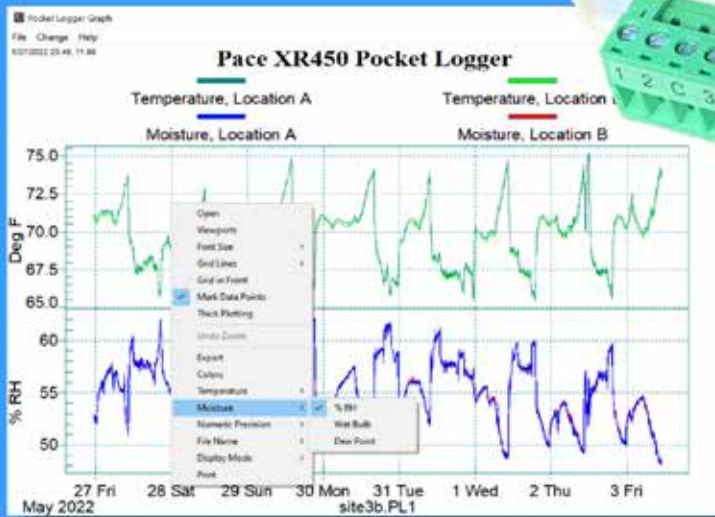 Pocket Logger Graph
File Change Help
Pace XR450 Pocket Logger
Temperature, Location A
Temperature, L
Moisture, Location A
Moisture, Location B
1 2 C 3
75.0
72.5
70.0
67.5
65.0
Deg F
60
55
50
% RH
Open
Viewports
Font Size
Grid Lines
Grid in Front
Mark Data Points
Thick Plotting
Undo Zoom
Export
Colors
Temperature
Moisture
Numeric Precision
File Name
Display Mode
Print
% RH
Wet Bulb
Dew Point
27 Fri 28 Sat 29 Sun 30 Mon 31 Tue 1 Wed 2 Thu 3 Fri
May 2022
site3b.PL1